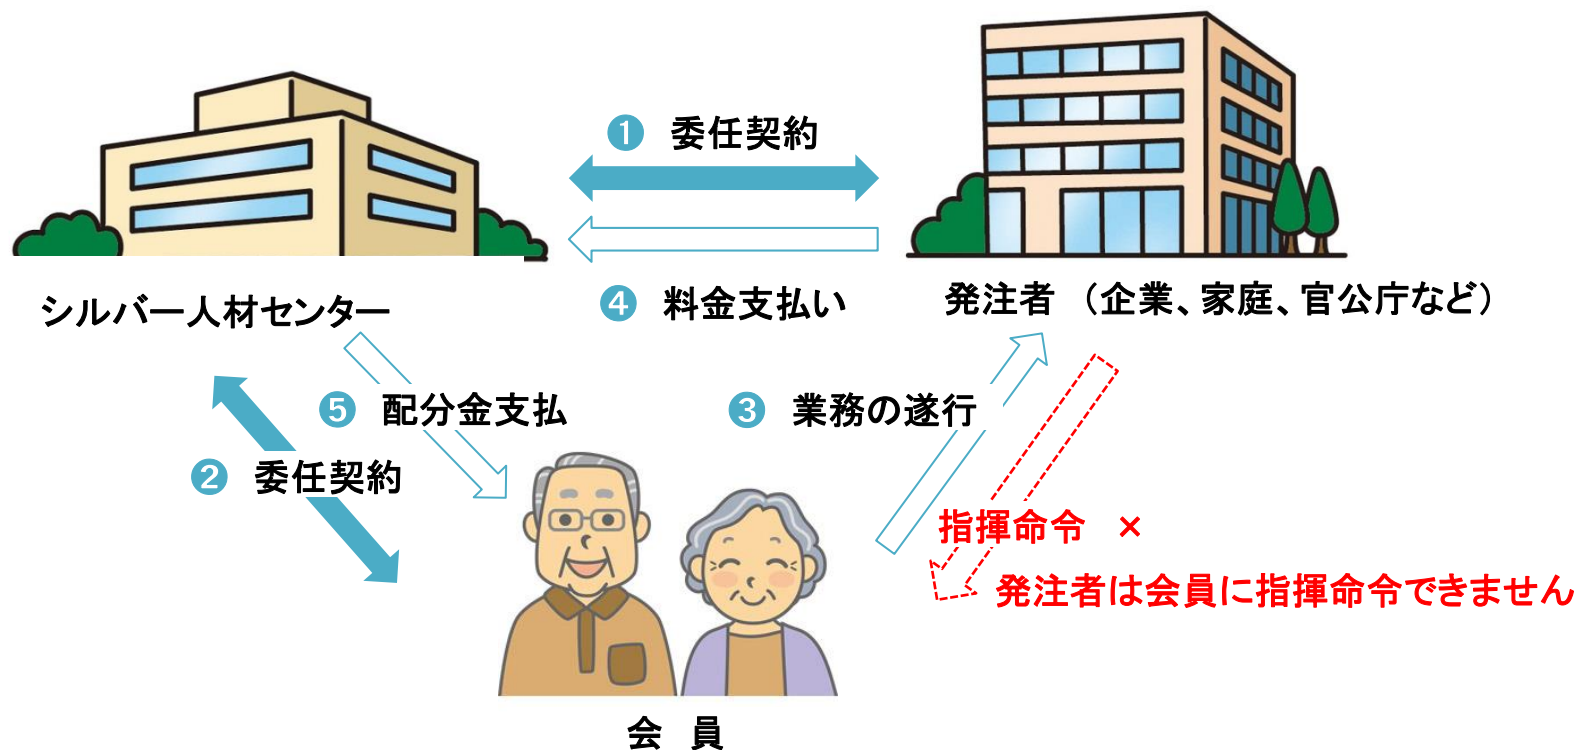 ❶ 委任契約
❹ 料金支払い
シルバー人材センター
発注者 （企業、家庭、官公庁など）
❺ 配分金支払
❸ 業務の遂行
❷ 委任契約
指揮命令 ×
発注者は会員に指揮命令できません
会 員